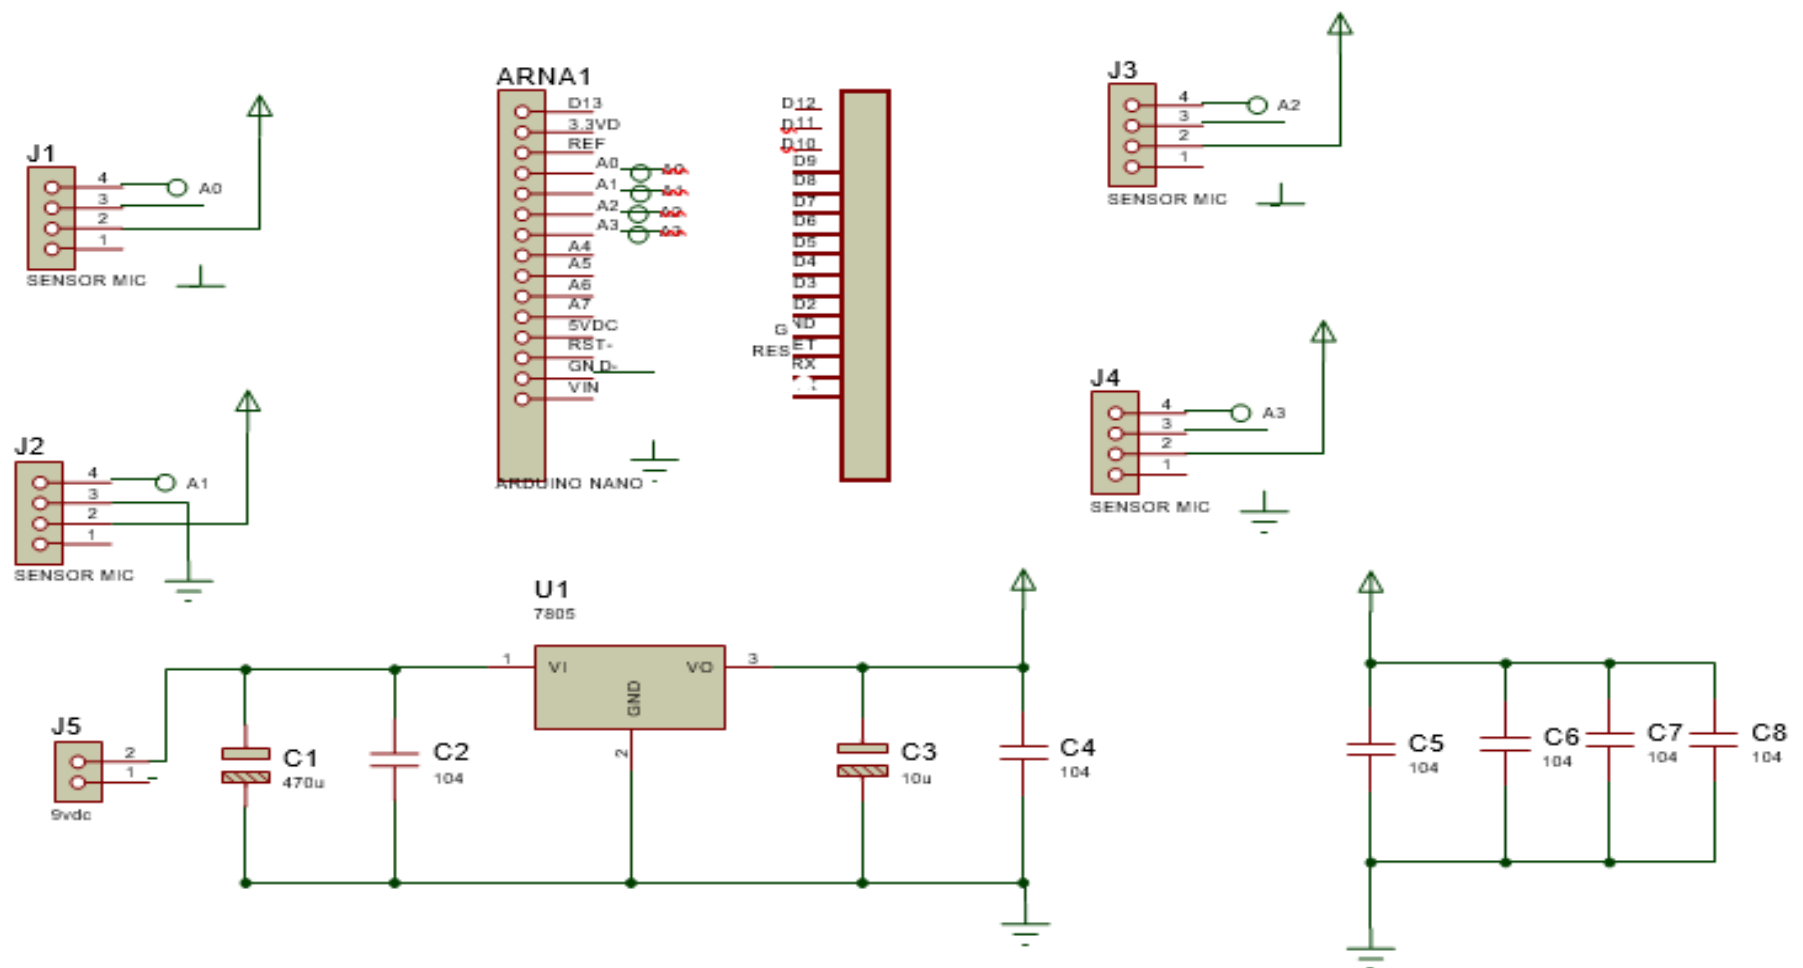 ARNA1
D13
3.3VD
REF
A0
A1
A2
A3
A4
A5
A6
A7
5VDC
RST-
GND-
VIN
ARDUINO NANO
D12
D11
D10
D9
D8
D7
D6
D5
D4
D3
D2
GND
RESET
RX
J1
4
A0
3
2
1
SENSOR MIC
J3
4
A2
3
2
1
SENSOR MIC
J2
4
A1
3
2
1
SENSOR MIC
J4
4
A3
3
2
1
SENSOR MIC
U1
7805
1
VI
VO
3
GND
2
J5
2
1
9vdc
C1
470u
C2
104
C3
10u
C4
104
C5
104
C6
104
C7
104
C8
104